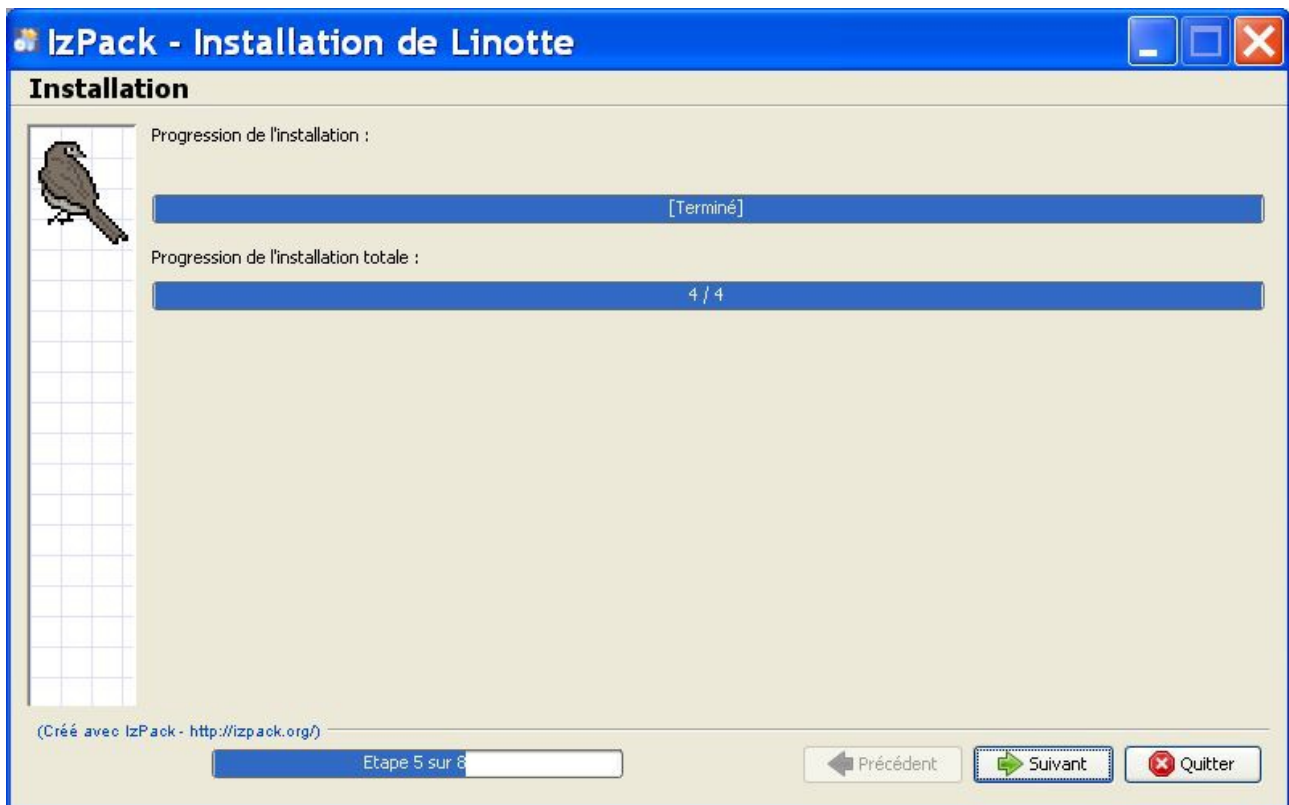 IzPack - Installation de Linotte
Installation
Progression de l'installation :
[Terminé]
Progression de l'installation totale :
4 / 4
(Créé avec IzPack - http://izpack.org/)
Etape 5 sur 8
Précédent
Suivant
Quitter